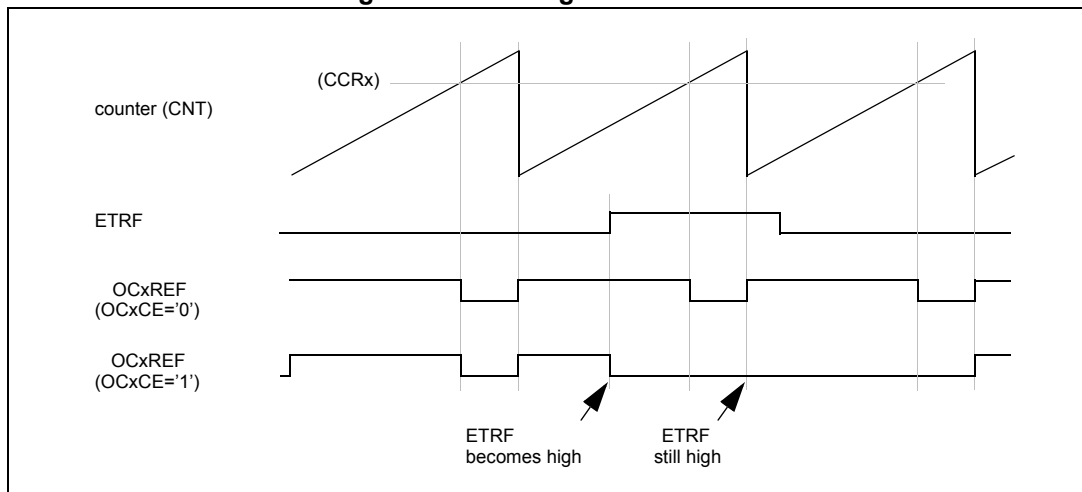 (CCRx)
counter (CNT)
ETRF
OCxREF
(OCxCE='0')
OCxREF
(OCxCE='1')
ETRF
becomes high
ETRF
still high